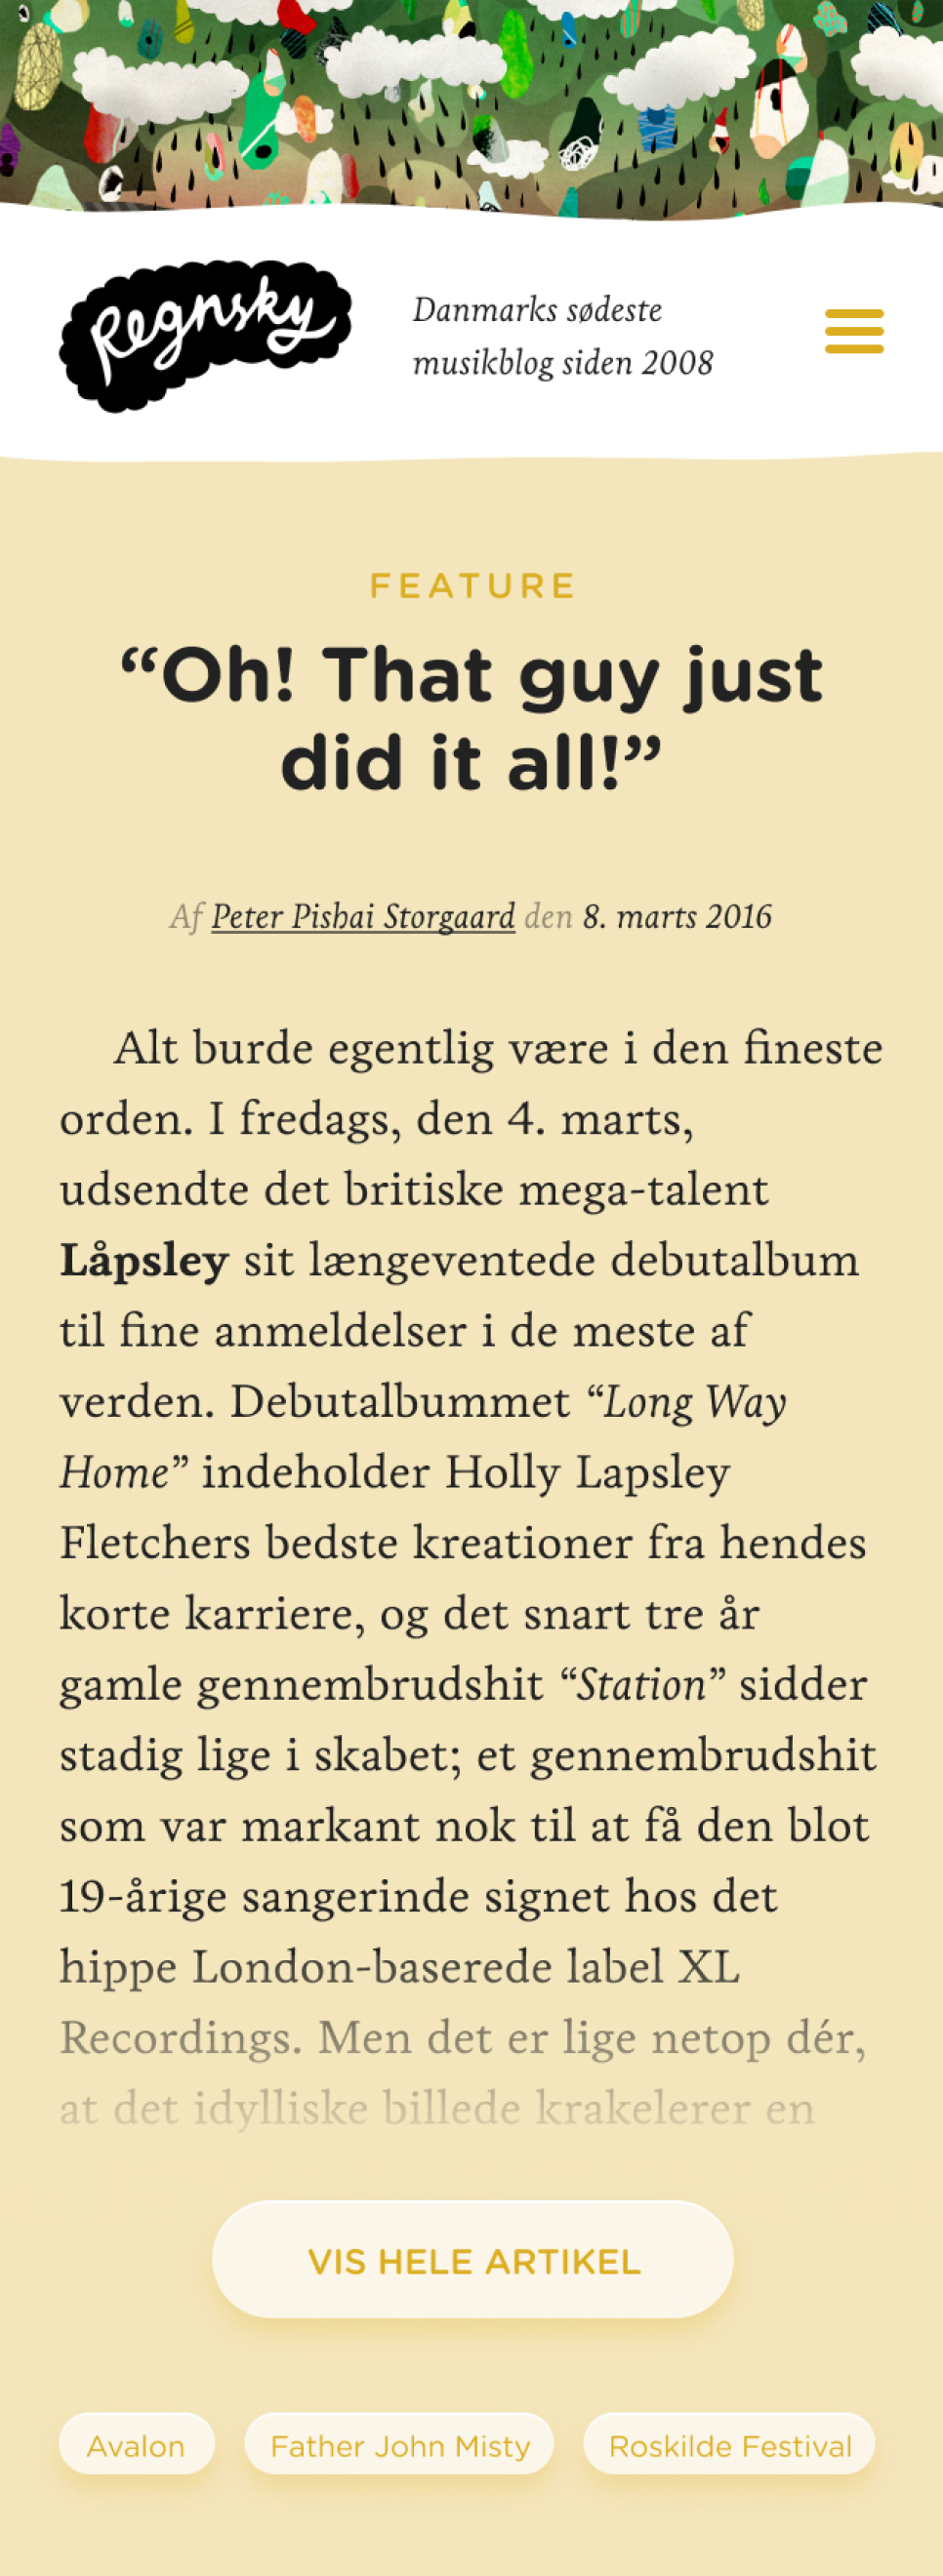 Regnsky
Danmarks sødeste
musikblog siden 2008
FEATURE
“Oh! That guy just
did it all!”
Af Peter Pishai Storgaard den 8. marts 2016
Alt burde egentlig være i den fineste
orden. I fredags, den 4. marts,
udsendte det britiske mega-talent
Låpsley sit længeventede debutalbum
til fine anmeldelser i de meste af
verden. Debutalbummet “Long Way
Home” indeholder Holly Lapsley
Fletchers bedste kreationer fra hendes
korte karriere, og det snart tre år
gamle gennembrudshit “Station” sidder
stadig lige i skabet; et gennembrudshit
som var markant nok til at få den blot
19-årige sangerinde signet hos det
hippe London-baserede label XL
Recordings. Men det er lige netop dér,
at det idylliske billede krakelerer en
VIS HELE ARTIKEL
Avalon
Father John Misty
Roskilde Festival